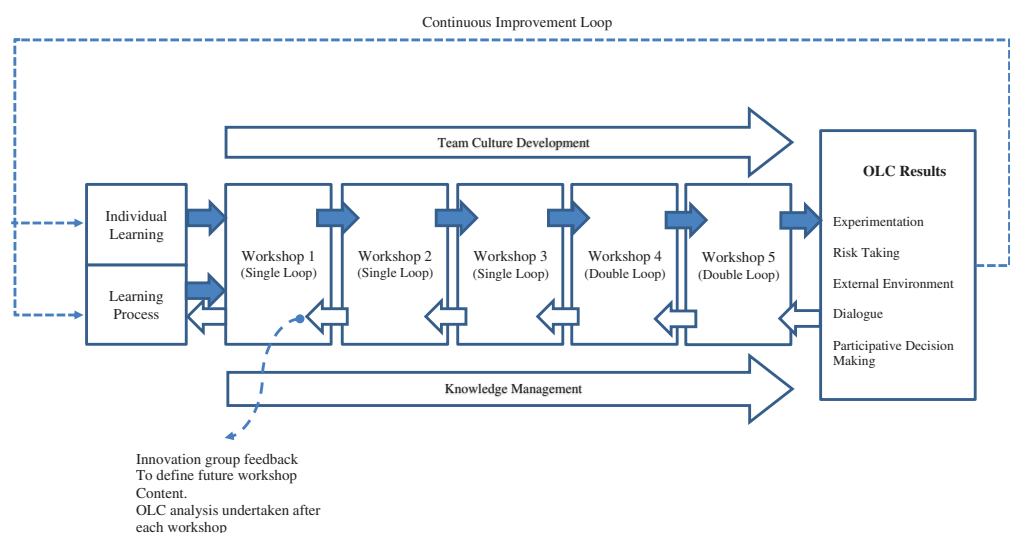 Continuous Improvement Loop
Team Culture Development
Individual
Learning
Learning
Process
Workshop 1
(Single Loop)
Workshop 2
(Single Loop)
Workshop 3
(Single Loop)
Workshop 4
(Double Loop)
Workshop 5
(Double Loop)
OLC Results
Experimentation
Risk Taking
External Environment
Dialogue
Participative Decision
Making
Knowledge Management
Innovation group feedback
To define future workshop
Content.
OLC analysis undertaken after
each workshop